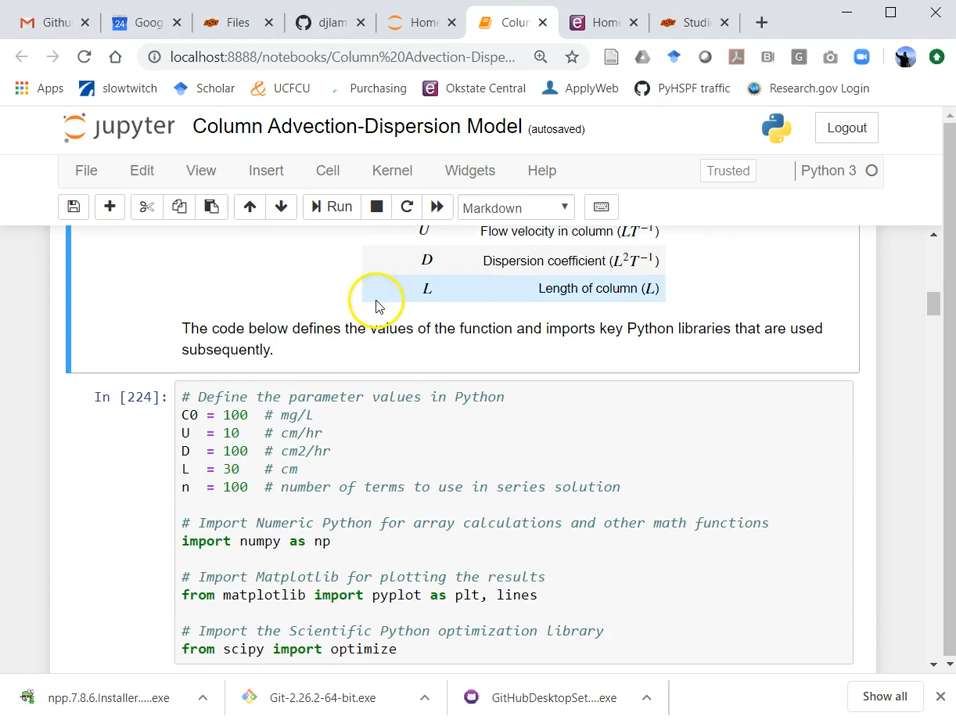 Github
Goog
Files
djlam
Home
Colum
Home
Studi
localhost:8888/notebooks/Column%20Advection-Dispe...
Apps
slowtwitch
Scholar
UCFCU
Purchasing
Okstate Central
ApplyWeb
PyHSPF traffic
Research.gov Login
jupyter Column Advection-Dispersion Model (autosaved)
Logout
File Edit View Insert Cell Kernel Widgets Help
Trusted
Python 3
Run
Markdown
U Flow velocity in column (LT⁻¹)
D Dispersion coefficient (L²T⁻¹)
L Length of column (L)
The code below defines the values of the function and imports key Python libraries that are used
subsequently.
In [224]:
# Define the parameter values in Python
C0 = 100 # mg/L
U = 10 # cm/hr
D = 100 # cm2/hr
L = 30 # cm
n = 100 # number of terms to use in series solution
# Import Numeric Python for array calculations and other math functions
import numpy as np
# Import Matplotlib for plotting the results
from matplotlib import pyplot as plt, lines
# Import the Scientific Python optimization library
from scipy import optimize
npp.7.8.6.Installer.....exe
Git-2.26.2-64-bit.exe
GitHubDesktopSet....exe
Show all